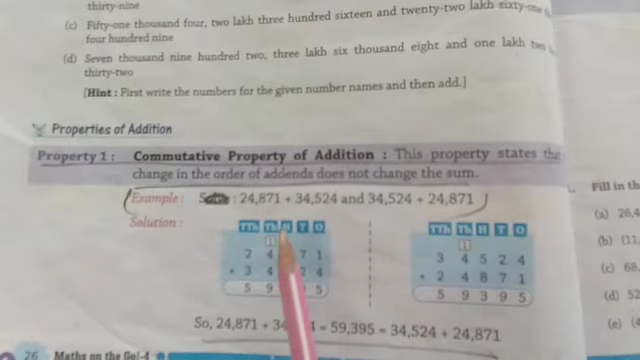 thirty-nine
(c) Fifty-one thousand four, two lakh three hundred sixteen and twenty-two lakh sixty-one
four hundred nine
(d) Seven thousand nine hundred two, three lakh six thousand eight and one lakh two
thirty-two
[Hint : First write the numbers for the given number names and then add.]
Properties of Addition
Property 1 : Commutative Property of Addition : This property states the
change in the order of addends does not change the sum.
Example : : 24,871 + 34,524 and 34,524 + 24,871
Solution :
TTh Th H T O
1
2 4 7 1
+ 3 4 2 4
5 9 5
TTh Th H T O
1
3 4 5 2 4
+ 2 4 8 7 1
5 9 3 9 5
So, 24,871 + 34 4 = 59,395 = 34,524 + 24,871
26 Maths on the Go!-4
Fill in th
(a) 26,4
(b) (11,
(c) 68,
(d) 52
(e) (4